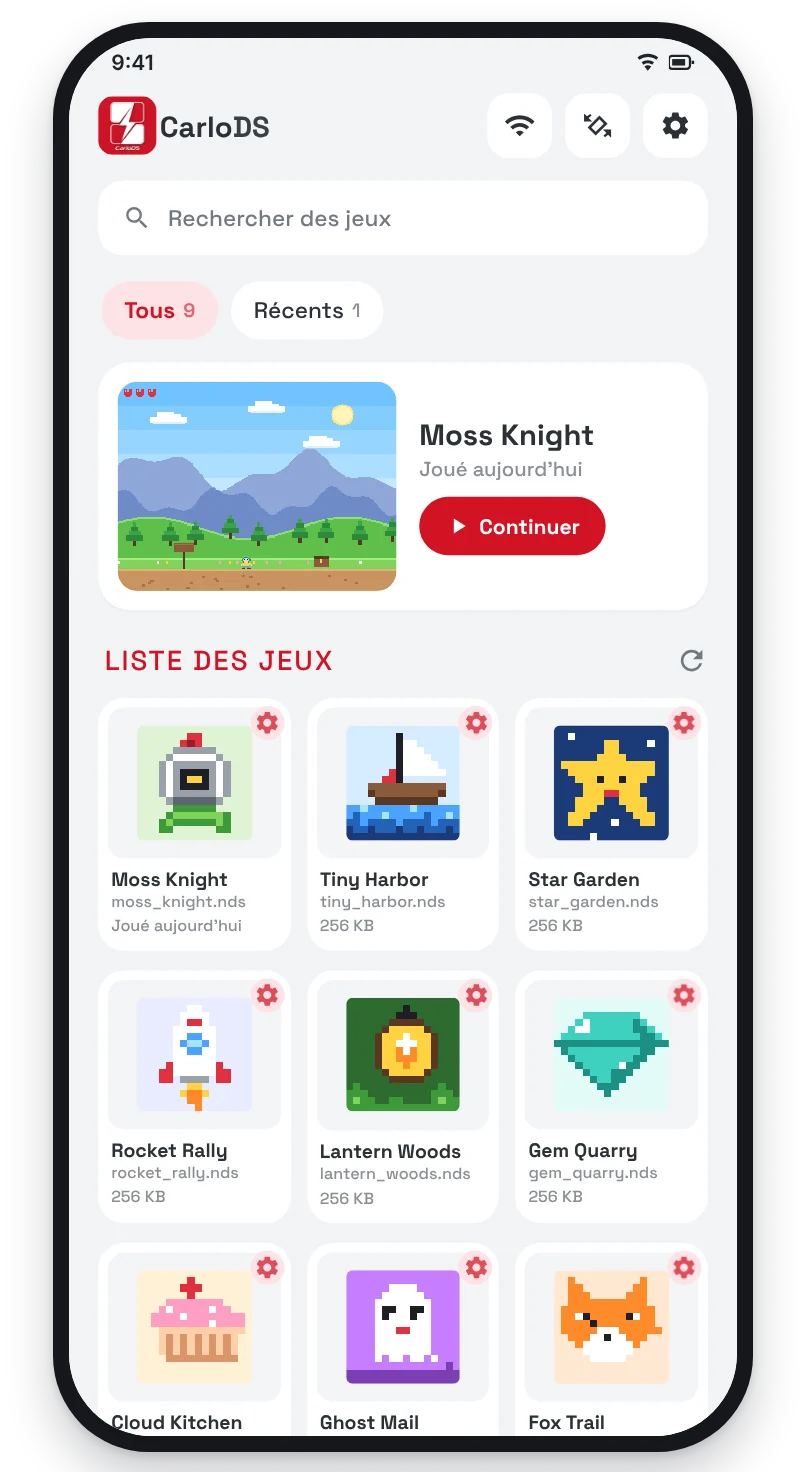 9:41
CarloDS
CarloDS
Rechercher des jeux
Tous 9
Récents 1
Moss Knight
Joué aujourd’hui
Continuer
LISTE DES JEUX
Moss Knight
moss_knight.nds
Joué aujourd’hui
Tiny Harbor
tiny_harbor.nds
256 KB
Star Garden
star_garden.nds
256 KB
Rocket Rally
rocket_rally.nds
256 KB
Lantern Woods
lantern_woods.nds
256 KB
Gem Quarry
gem_quarry.nds
256 KB
Cloud Kitchen
Ghost Mail
Fox Trail